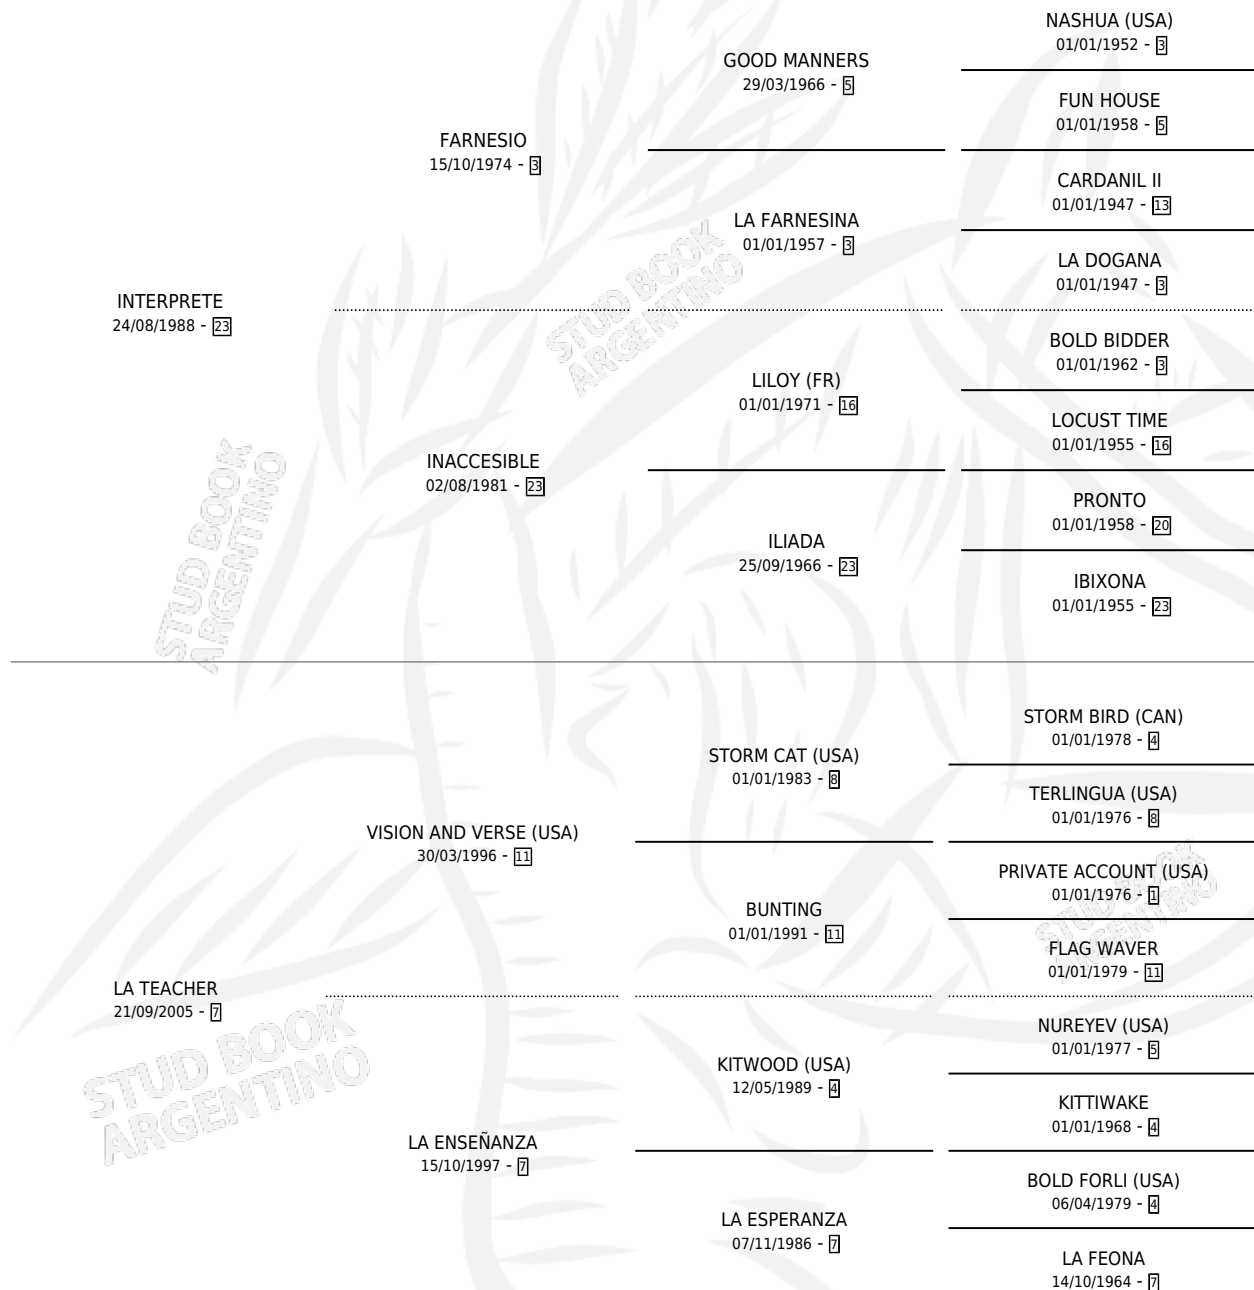 NASHUA (USA)
01/01/1952 - 3
GOOD MANNERS
29/03/1966 - 5
FUN HOUSE
01/01/1958 - 5
FARNESIO
15/10/1974 - 3
CARDANIL II
01/01/1947 - 13
LA FARNESINA
01/01/1957 - 3
LA DOGANA
01/01/1947 - 3
INTERPRETE
24/08/1988 - 23
BOLD BIDDER
01/01/1962 - 3
LILOY (FR)
01/01/1971 - 16
LOCUST TIME
01/01/1955 - 16
INACCESIBLE
02/08/1981 - 23
PRONTO
01/01/1958 - 20
ILIADA
25/09/1966 - 23
IBIXONA
01/01/1955 - 23
STORM BIRD (CAN)
01/01/1978 - 4
STORM CAT (USA)
01/01/1983 - 8
TERLINGUA (USA)
01/01/1976 - 8
VISION AND VERSE (USA)
30/03/1996 - 11
PRIVATE ACCOUNT (USA)
01/01/1976 - 1
BUNTING
01/01/1991 - 11
FLAG WAVER
01/01/1979 - 11
LA TEACHER
21/09/2005 - 7
NUREYEV (USA)
01/01/1977 - 5
KITWOOD (USA)
12/05/1989 - 4
KITTIWAKE
01/01/1968 - 4
LA ENSEÑANZA
15/10/1997 - 7
BOLD FORLI (USA)
06/04/1979 - 4
LA ESPERANZA
07/11/1986 - 7
LA FEONA
14/10/1964 - 7
STUD BOOK
ARGENTINO
STUD BOOK
ARGENTINO
STUD BOOK
ARGENTINO
STUD BOOK
ARGENTINO